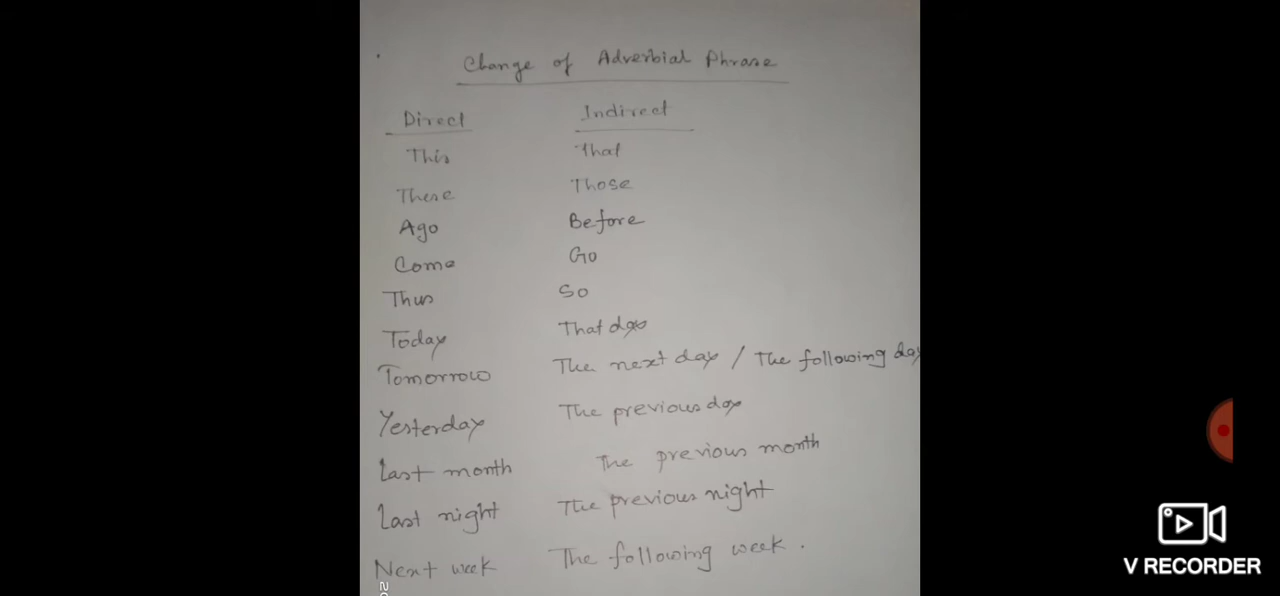 Change of Adverbial Phrase
Direct Indirect
This That
These Those
Ago Before
Come Go
Thus So
Today That day
Tomorrow The next day / The following day
Yesterday The previous day
Last month The previous month
Last night The previous night
Next week The following week.
V RECORDER